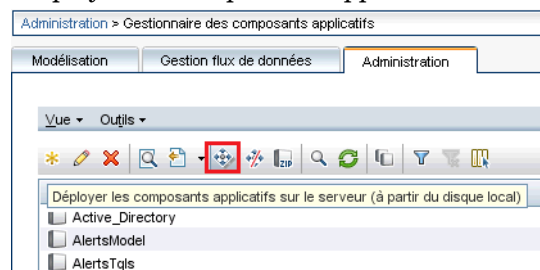 Administration > Gestionnaire des composants applicatifs
Modélisation Gestion flux de données Administration
Vue Outils
ZIP
Déployer les composants applicatifs sur le serveur (à partir du disque local)
Active_Directory
AlertsModel
AlertsTqls